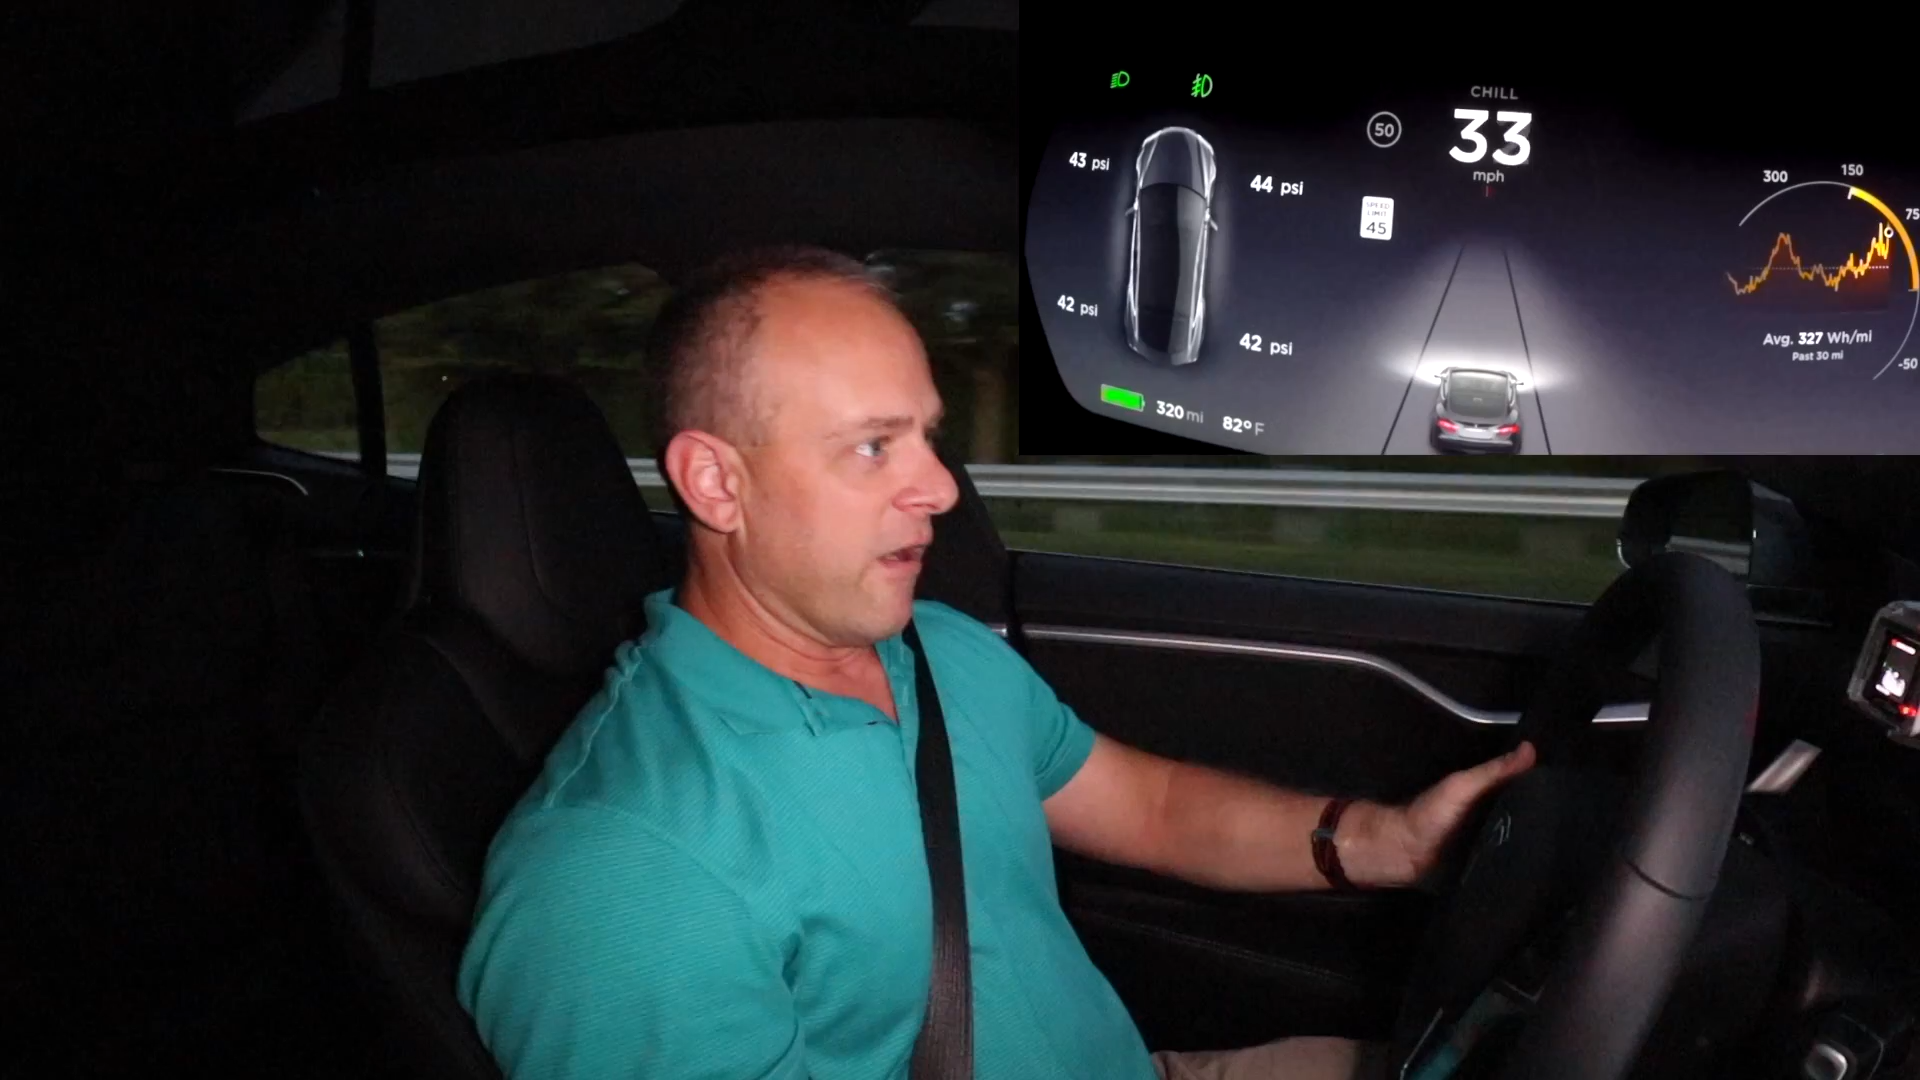 CHILL
33
mph
50
SPEED
LIMIT
45
43 psi
44 psi
42 psi
42 psi
320 mi
82° F
300
150
75
-50
Avg. 327 Wh/mi
Past 30 mi